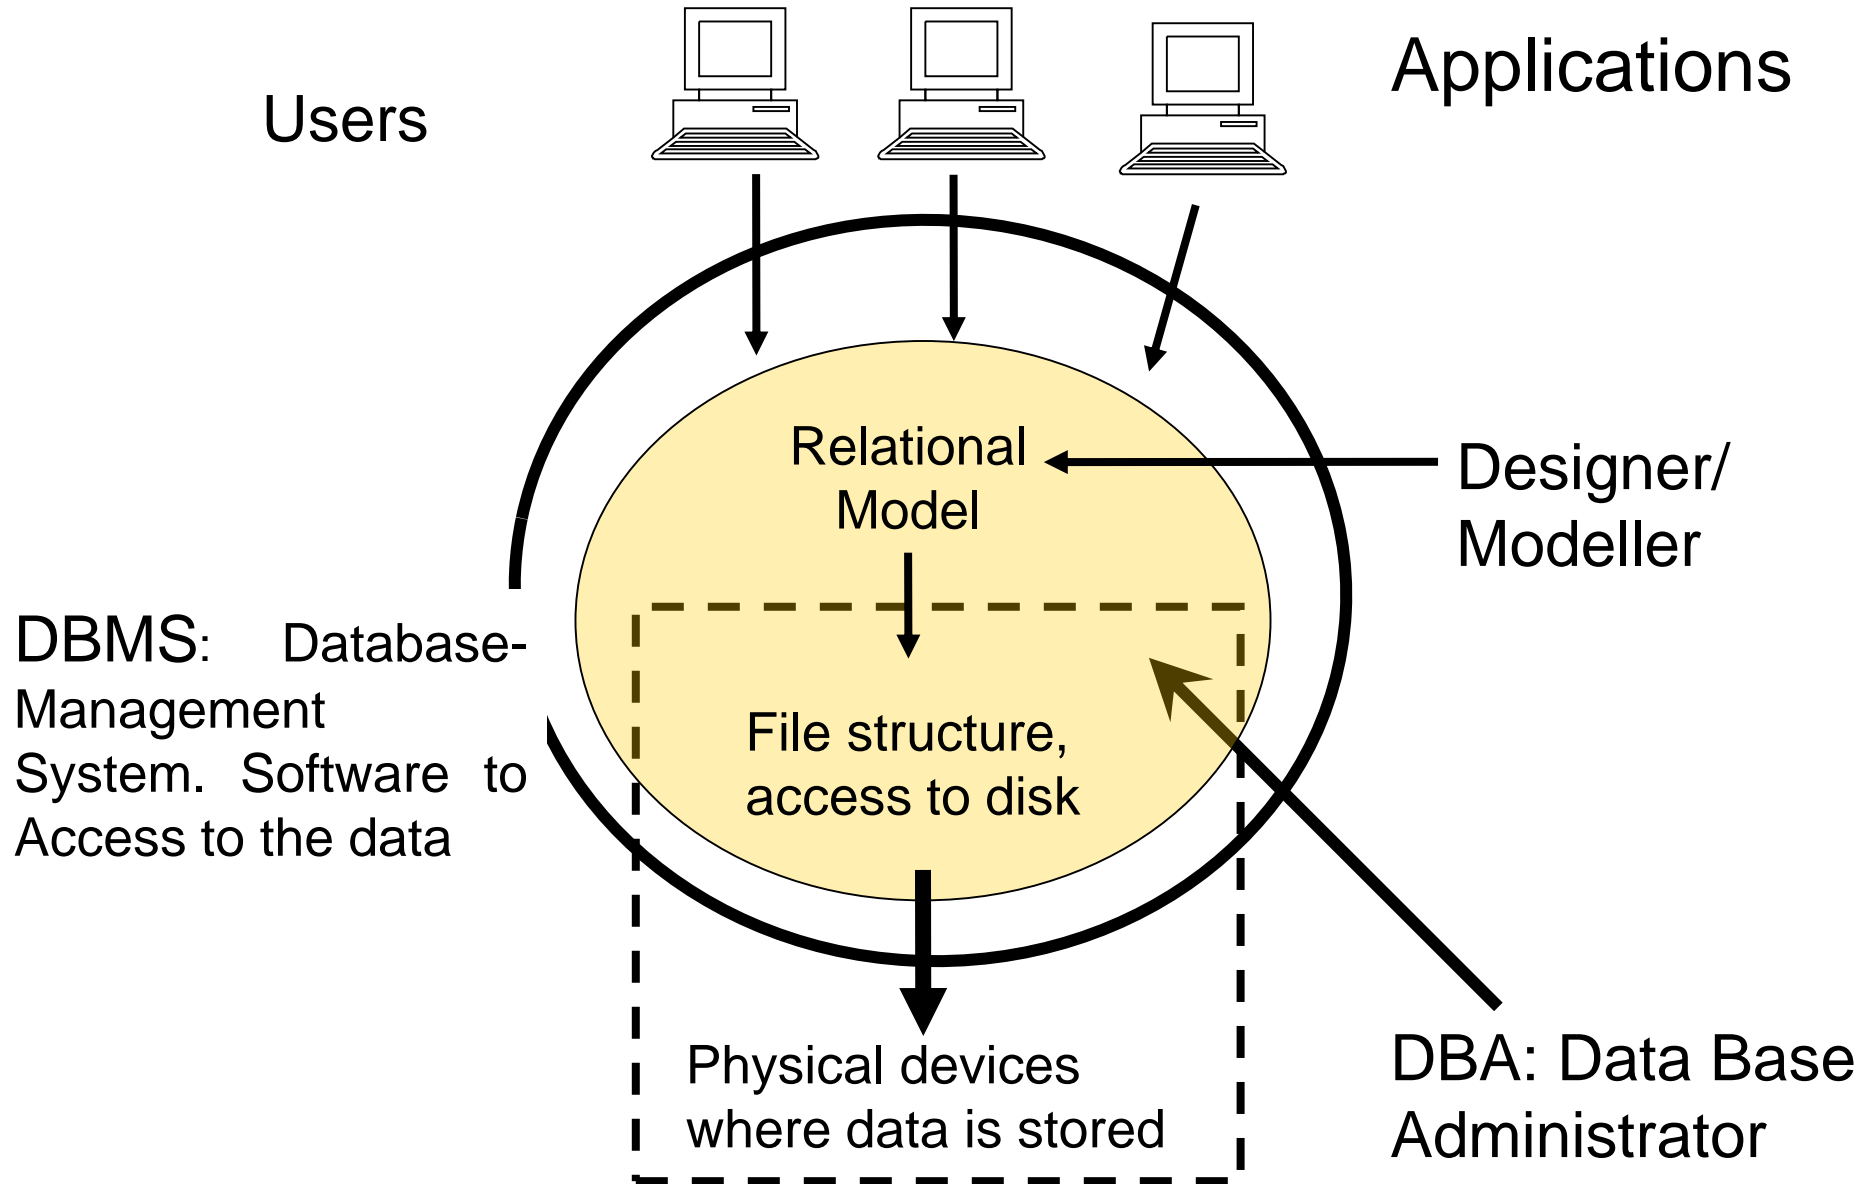 Users
Applications
Relational
Model
Designer/
Modeller
DBMS: Database-
Management
System. Software to
Access to the data
File structure,
access to disk
Physical devices
where data is stored
DBA: Data Base
Administrator